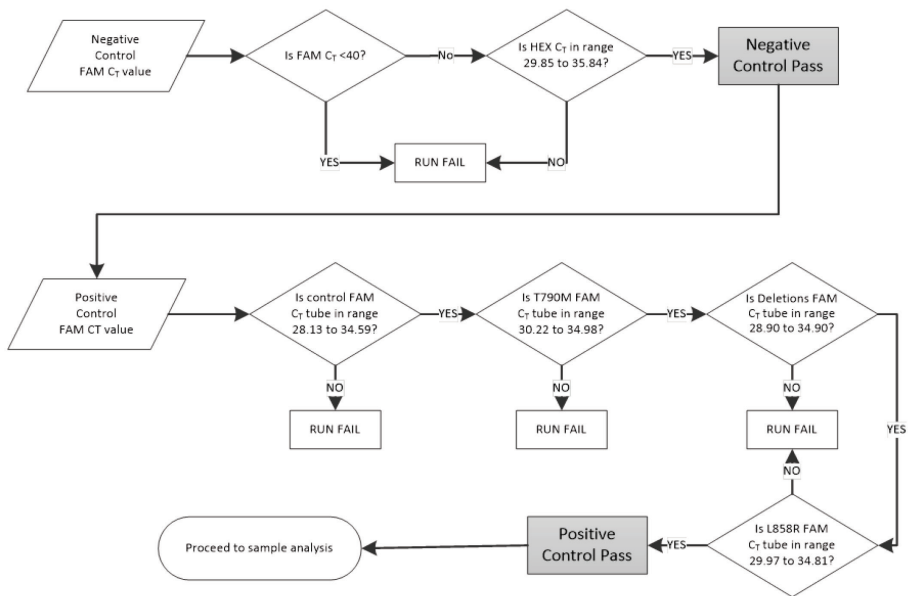 Negative
Control
FAM CT value
Is FAM CT <40?
No
Is HEX CT in range
29.85 to 35.84?
YES
Negative
Control Pass
YES
RUN FAIL
NO
Positive
Control
FAM CT value
Is control FAM
CT tube in range
28.13 to 34.59?
YES
Is T790M FAM
CT tube in range
30.22 to 34.98?
YES
Is Deletions FAM
CT tube in range
28.90 to 34.90?
NO
NO
NO
RUN FAIL
RUN FAIL
RUN FAIL
YES
NO
Is L858R FAM
CT tube in range
29.97 to 34.81?
YES
Positive
Control Pass
Proceed to sample analysis